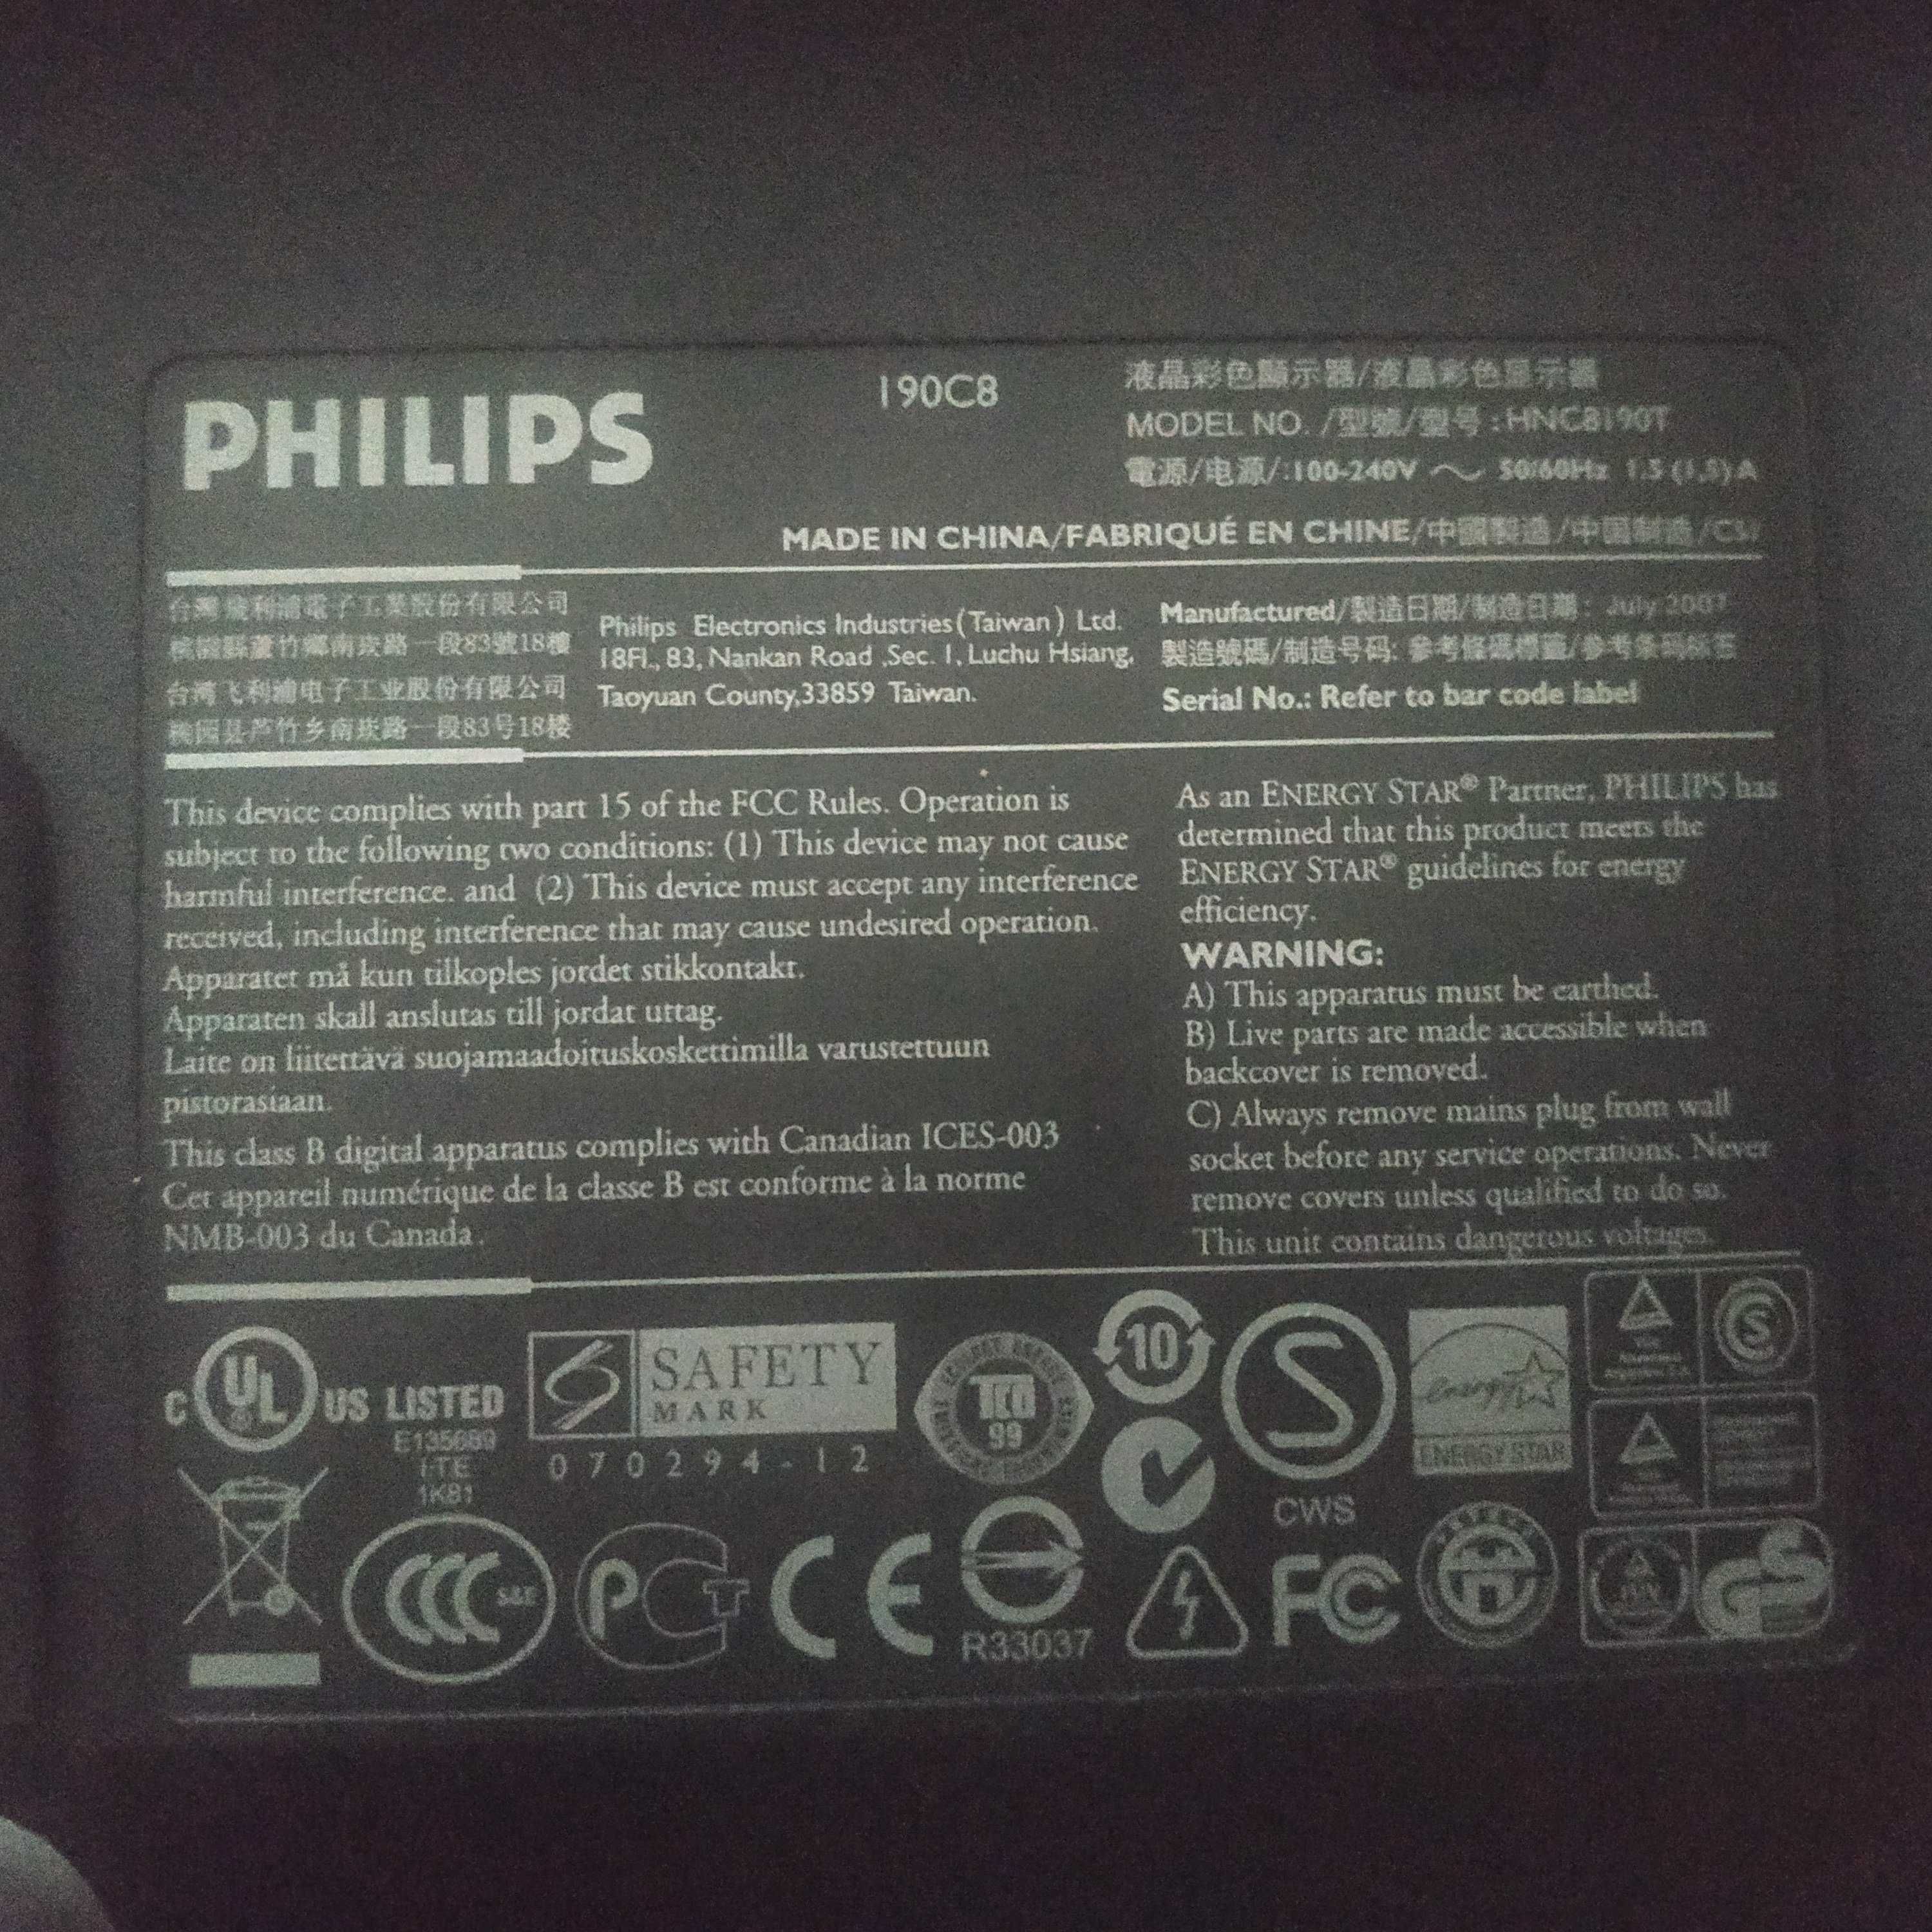 PHILIPS
190C8
液晶彩色顯示器/液晶彩色显示器
MODEL NO. /型號/型号 :HNC8190T
電源/电源/:100-240V ～ 50/60Hz 1.5 (1,5) A
MADE IN CHINA/FABRIQUÉ EN CHINE/中國製造/中国制造/CSI
台灣飛利浦電子工業股份有限公司
桃園縣蘆竹鄉南崁路一段83號18樓
台湾飞利浦电子工业股份有限公司
桃园县芦竹乡南崁路一段83号18楼
Philips Electronics Industries (Taiwan) Ltd.
18Fl., 83, Nankan Road ,Sec. 1, Luchu Hsiang,
Taoyuan County,33859 Taiwan.
Manufactured/製造日期/制造日期: July 2007
製造號碼/制造号码: 參考條碼標籤/参考条码标签
Serial No.: Refer to bar code label
This device complies with part 15 of the FCC Rules. Operation is
subject to the following two conditions: (1) This device may not cause
harmful interference. and (2) This device must accept any interference
received, including interference that may cause undesired operation.
Apparatet må kun tilkoples jordet stikkontakt.
Apparaten skall anslutas till jordat uttag.
Laite on liitettävä suojamaadoituskoskettimilla varustettuun
pistorasiaan.
This class B digital apparatus complies with Canadian ICES-003
Cet appareil numérique de la classe B est conforme à la norme
NMB-003 du Canada.
As an ENERGY STAR® Partner, PHILIPS has
determined that this product meets the
ENERGY STAR® guidelines for energy
efficiency.
WARNING:
A) This apparatus must be earthed.
B) Live parts are made accessible when
backcover is removed.
C) Always remove mains plug from wall
socket before any service operations. Never
remove covers unless qualified to do so.
This unit contains dangerous voltages.
C UL US LISTED
I.T.E
1K81
SAFETY
MARK
070294-12
TCO
99
10
S
CWS
energy
ENERGY STAR
S
CCC S&E
PCT
CE
R33037
FC
GS